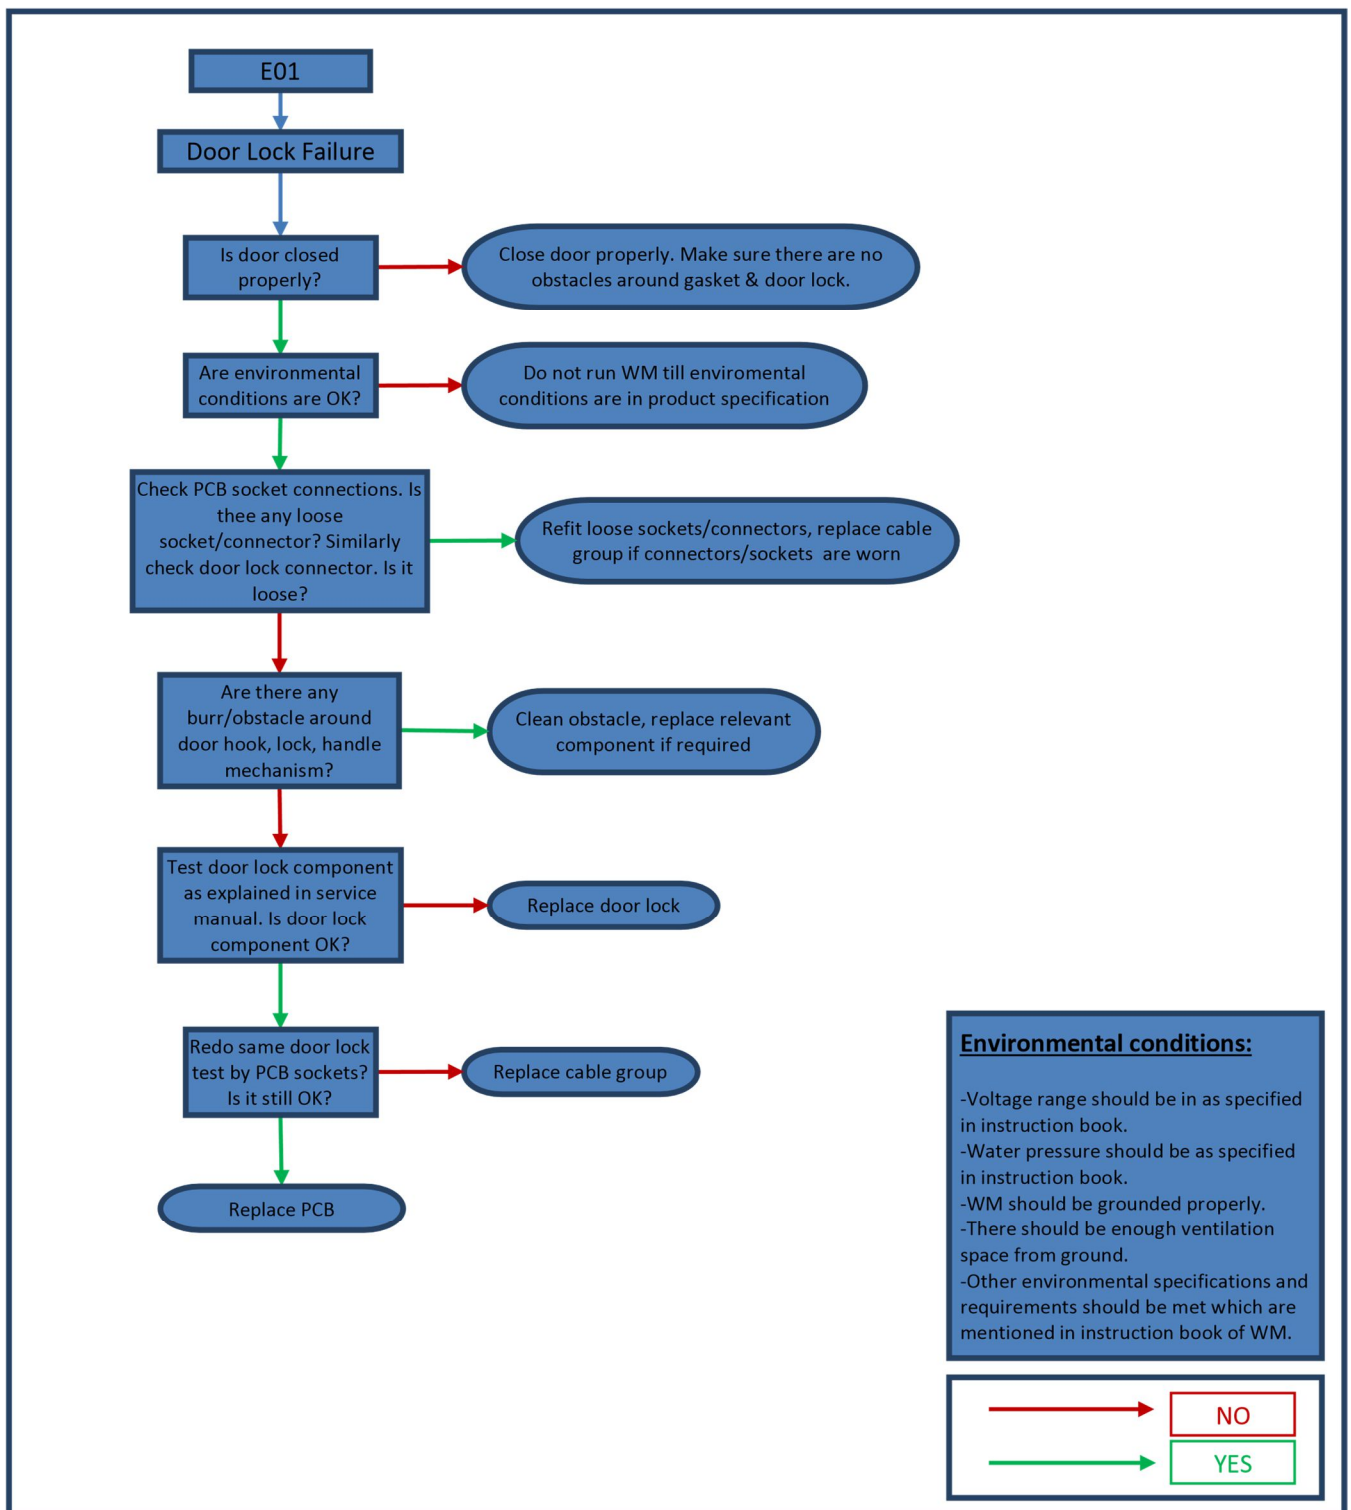 E01
Door Lock Failure
Is door closed
properly?
Close door properly. Make sure there are no
obstacles around gasket & door lock.
Are environmental
conditions are OK?
Do not run WM till enviromental
conditions are in product specification
Check PCB socket connections. Is
thee any loose
socket/connector? Similarly
check door lock connector. Is it
loose?
Refit loose sockets/connectors, replace cable
group if connectors/sockets are worn
Are there any
burr/obstacle around
door hook, lock, handle
mechanism?
Clean obstacle, replace relevant
component if required
Test door lock component
as explained in service
manual. Is door lock
component OK?
Replace door lock
Redo same door lock
test by PCB sockets?
Is it still OK?
Replace cable group
Replace PCB
Environmental conditions:
-Voltage range should be in as specified
in instruction book.
-Water pressure should be as specified
in instruction book.
-WM should be grounded properly.
-There should be enough ventilation
space from ground.
-Other environmental specifications and
requirements should be met which are
mentioned in instruction book of WM.
NO
YES